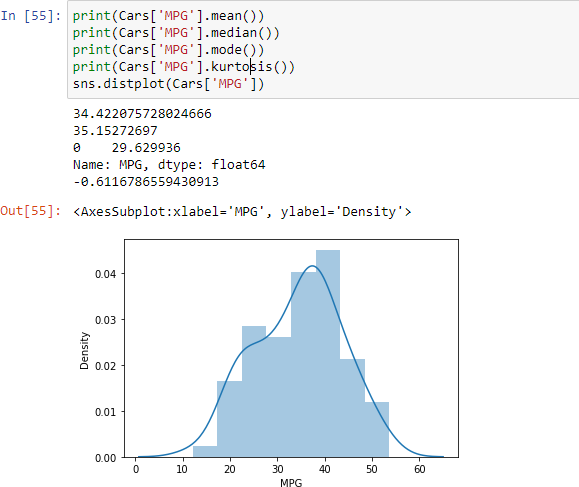 In [55]: print(Cars['MPG'].mean())
print(Cars['MPG'].median())
print(Cars['MPG'].mode())
print(Cars['MPG'].kurtosis())
sns.distplot(Cars['MPG'])
34.422075728024666
35.15272697
0    29.629936
Name: MPG, dtype: float64
-0.6116786559430913
Out[55]: <AxesSubplot:xlabel='MPG', ylabel='Density'>
0.04
0.03
0.02
0.01
0.00
Density
0 10 20 30 40 50 60
MPG